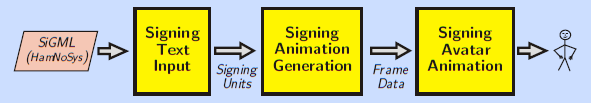 SiGML
(HamNoSys)
Signing
Text
Input
Signing
Units
Signing
Animation
Generation
Frame
Data
Signing
Avatar
Animation